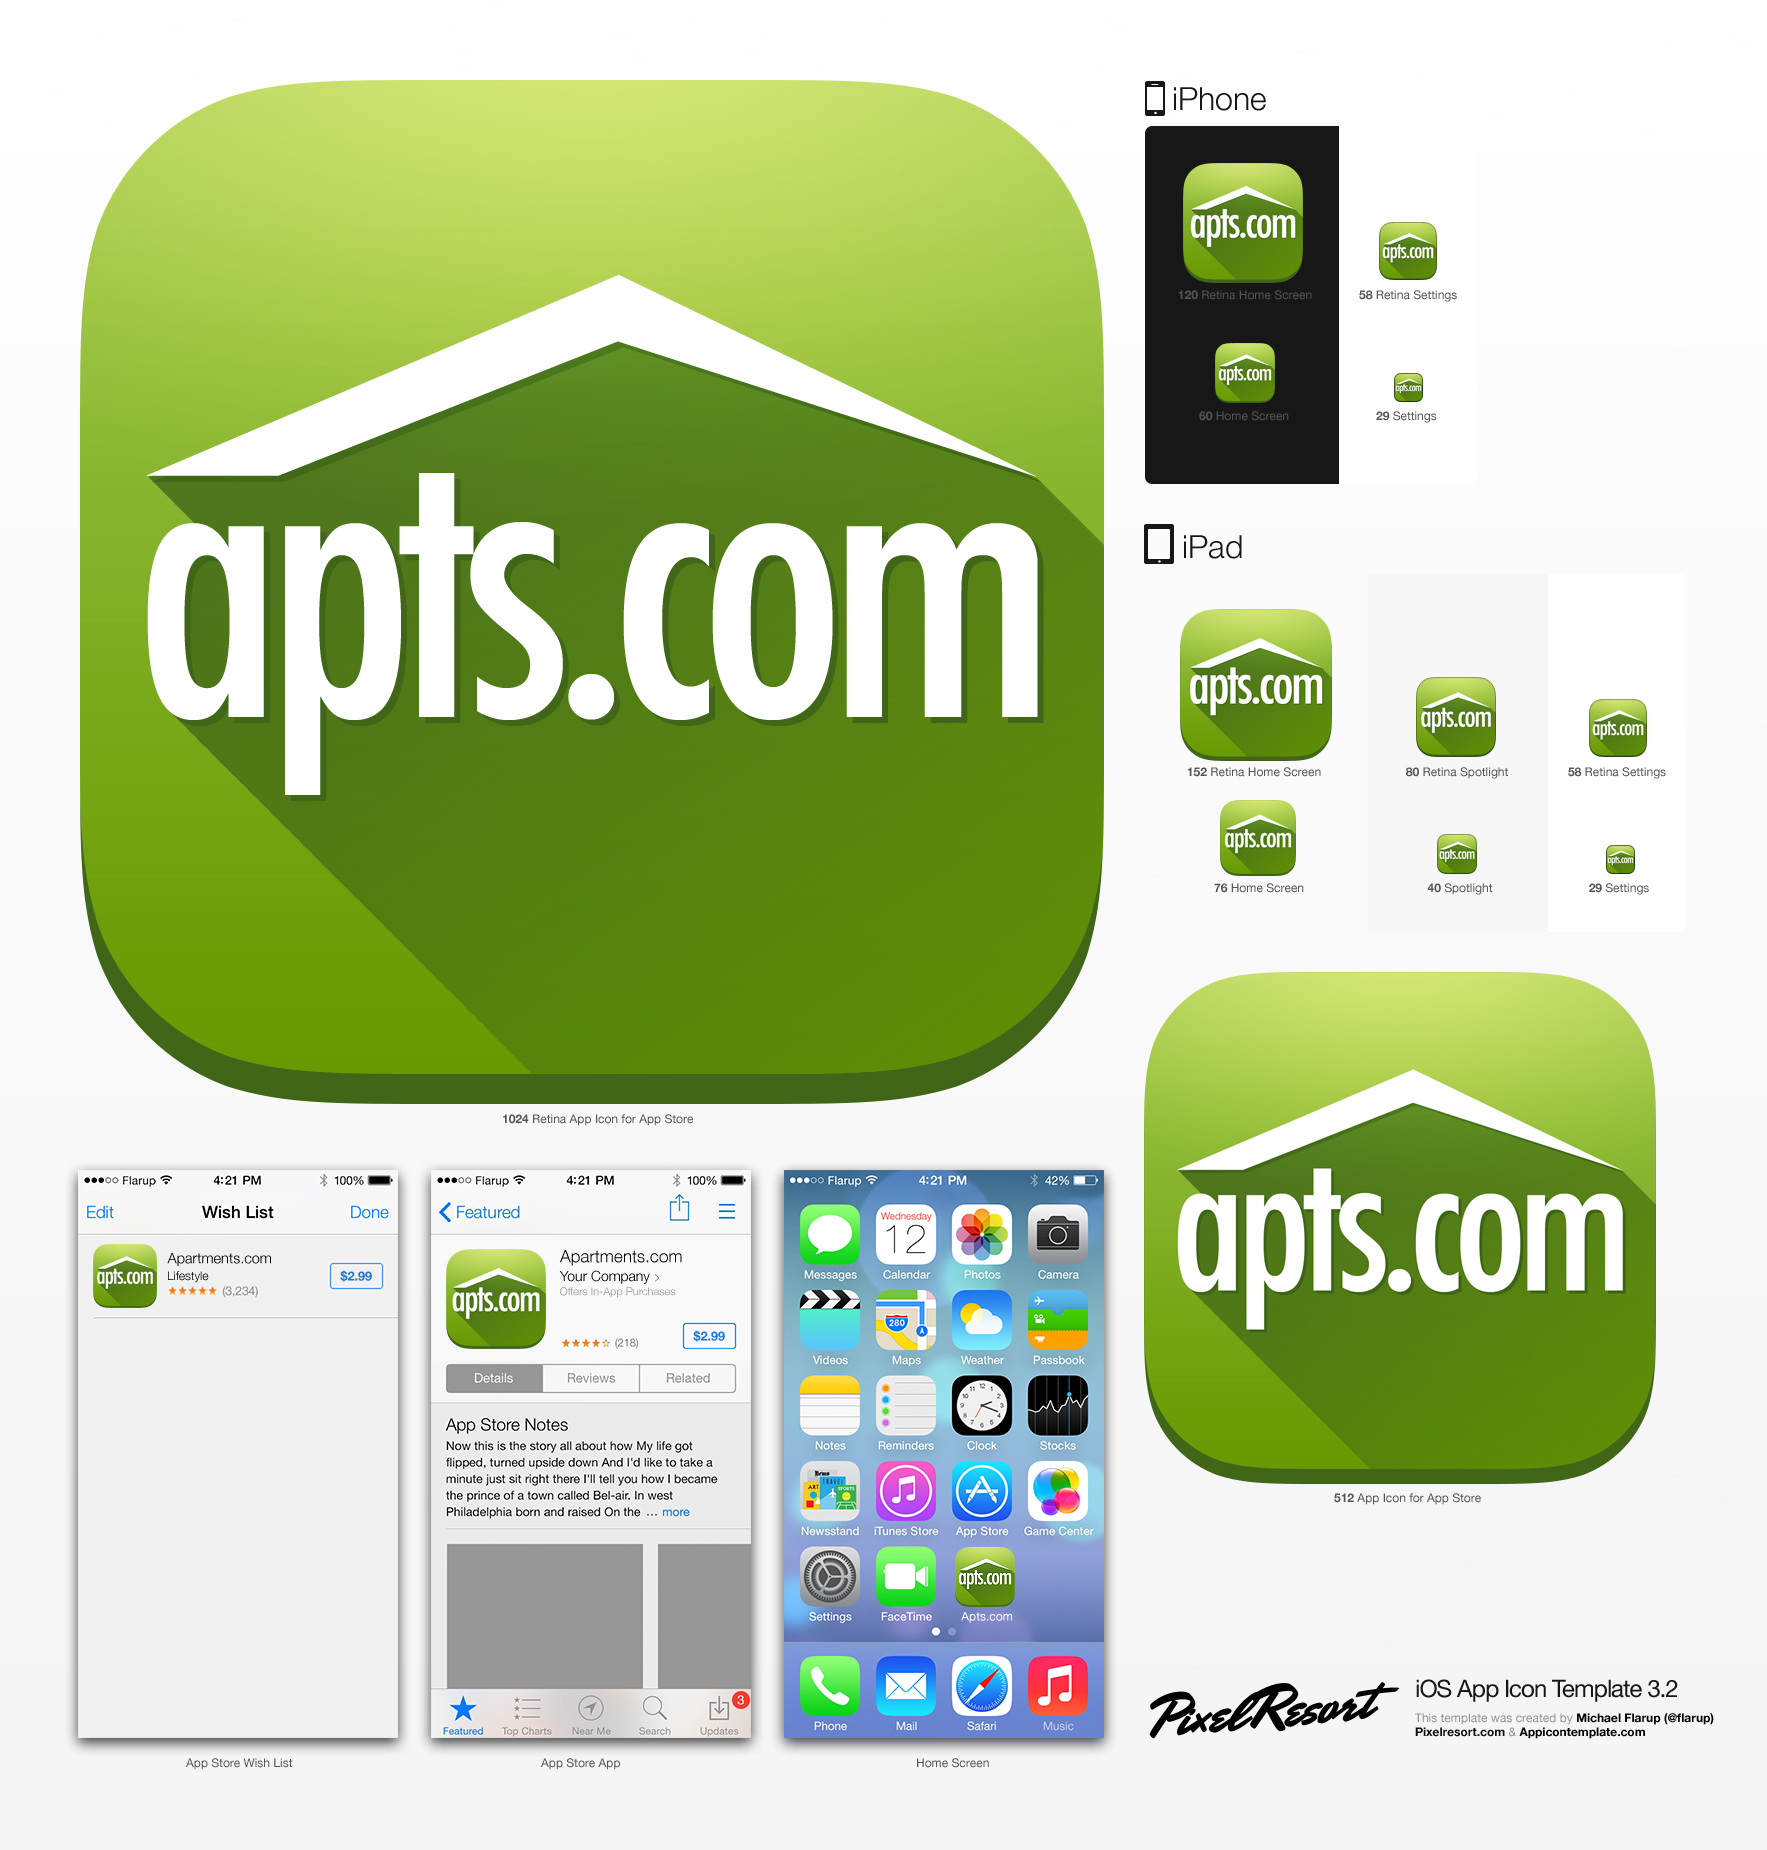 apts.com
1024 Retina App Icon for App Store
iPhone
apts.com
120 Retina Home Screen
apts.com
58 Retina Settings
apts.com
60 Home Screen
apts.com
29 Settings
iPad
apts.com
152 Retina Home Screen
apts.com
80 Retina Spotlight
apts.com
58 Retina Settings
apts.com
76 Home Screen
apts.com
40 Spotlight
apts.com
29 Settings
apts.com
512 App Icon for App Store
Flarup 4:21 PM 100%
Edit Wish List Done
apts.com
Apartments.com
Lifestyle
(3,234)
$2.99
App Store Wish List
Flarup 4:21 PM 100%
Featured
apts.com
Apartments.com
Your Company >
Offers In-App Purchases
(218)
$2.99
Details Reviews Related
App Store Notes
Now this is the story all about how My life got
flipped, turned upside down And I'd like to take a
minute just sit right there I'll tell you how I became
the prince of a town called Bel-air. In west
Philadelphia born and raised On the ... more
3
Featured Top Charts Near Me Search Updates
App Store App
Flarup 4:21 PM 42%
Wednesday
12
Messages Calendar Photos Camera
280
Videos Maps Weather Passbook
Notes Reminders Clock Stocks
News
ART TRAVEL SPORTS
Newsstand iTunes Store App Store Game Center
apts.com
Settings FaceTime Apts.com
Phone Mail Safari Music
Home Screen
PixelResort
iOS App Icon Template 3.2
This template was created by Michael Flarup (@flarup)
Pixelresort.com & Appicontemplate.com